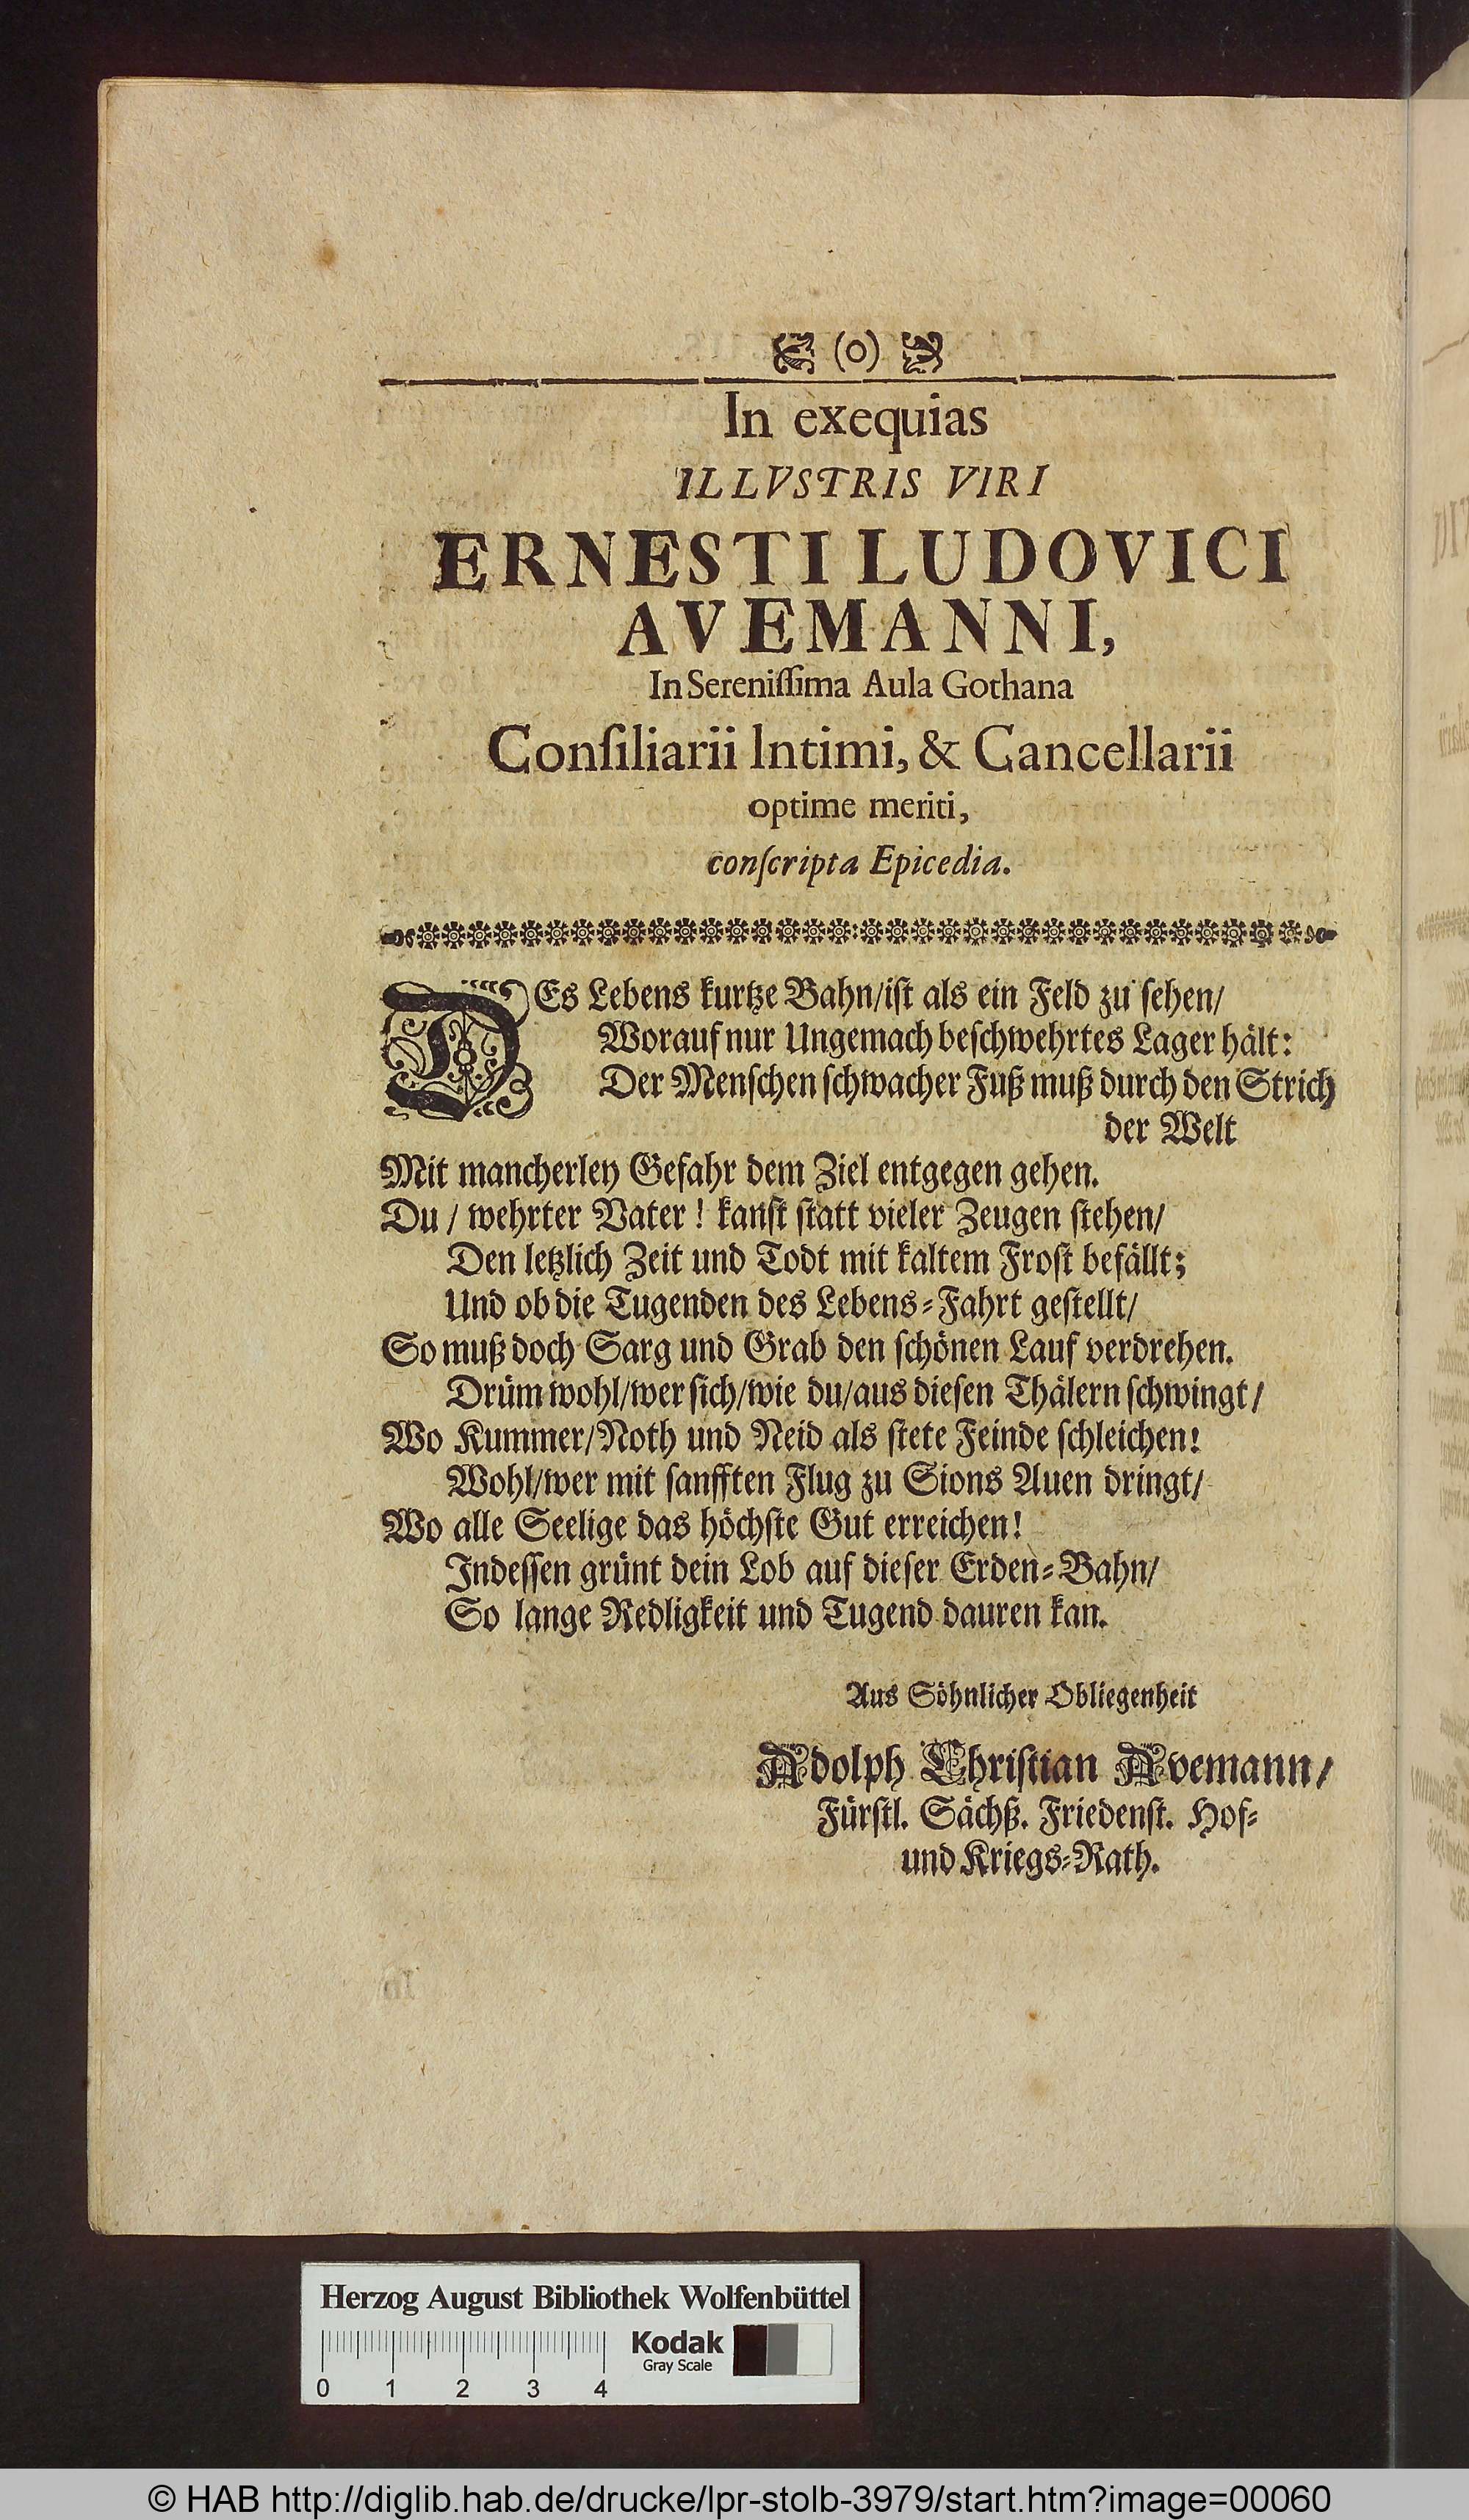 (o)
In exequias
ILLVSTRIS VIRI
ERNESTI LUDOVICI
AVEMANNI,
In Sereniſſima Aula Gothana
Conſiliarii Intimi, & Cancellarii
optime meriti,
conſcripta Epicedia.
DEs Lebens kurtze Bahn/iſt als ein Feld zu ſehen/
Worauf nur Ungemach beſchwehrtes Lager hält:
Der Menſchen ſchwacher Fuß muß durch den Strich
der Welt
Mit mancherley Gefahr dem Ziel entgegen gehen.
Du / wehrter Vater! kanſt ſtatt vieler Zeugen ſtehen/
Den letzlich Zeit und Todt mit kaltem Froſt befällt;
Und ob die Tugenden des Lebens-Fahrt geſtellt/
So muß doch Sarg und Grab den ſchönen Lauf verdrehen.
Drüm wohl/wer ſich/wie du/aus dieſen Thälern ſchwingt/
Wo Kummer/Noth und Neid als ſtete Feinde ſchleichen!
Wohl/wer mit ſanfften Flug zu Sions Auen dringt/
Wo alle Seelige das höchſte Gut erreichen!
Indeſſen grünt dein Lob auf dieſer Erden-Bahn/
So lange Redligkeit und Tugend dauren kan.
Aus Söhnlicher Obliegenheit
Adolph Chriſtian Avemann/
Fürſtl. Sächß. Friedenſt. Hof-
und Kriegs-Rath.
Herzog August Bibliothek Wolfenbüttel
Kodak
Gray Scale
0 1 2 3 4
© HAB http://diglib.hab.de/drucke/lpr-stolb-3979/start.htm?image=00060